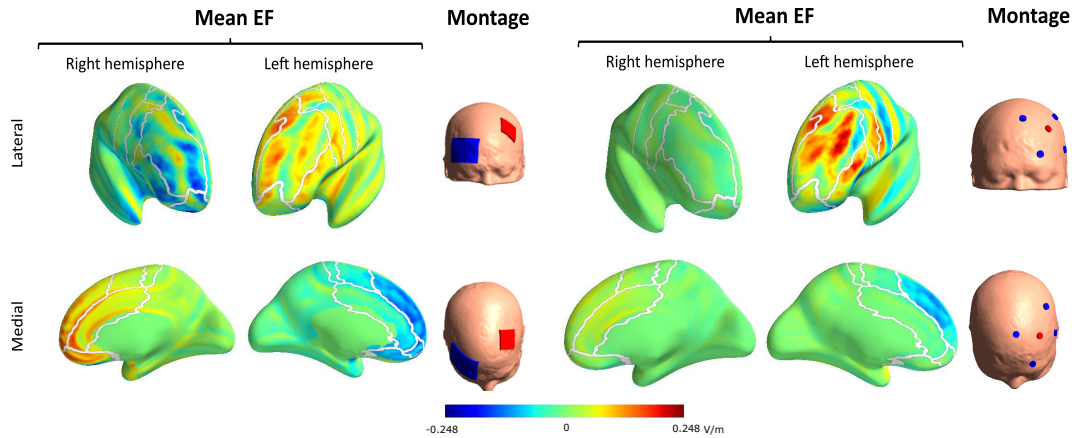 Mean EF Montage Mean EF Montage
Right hemisphere Left hemisphere Right hemisphere Left hemisphere
Lateral
Medial
-0.248 0 0.248 V/m